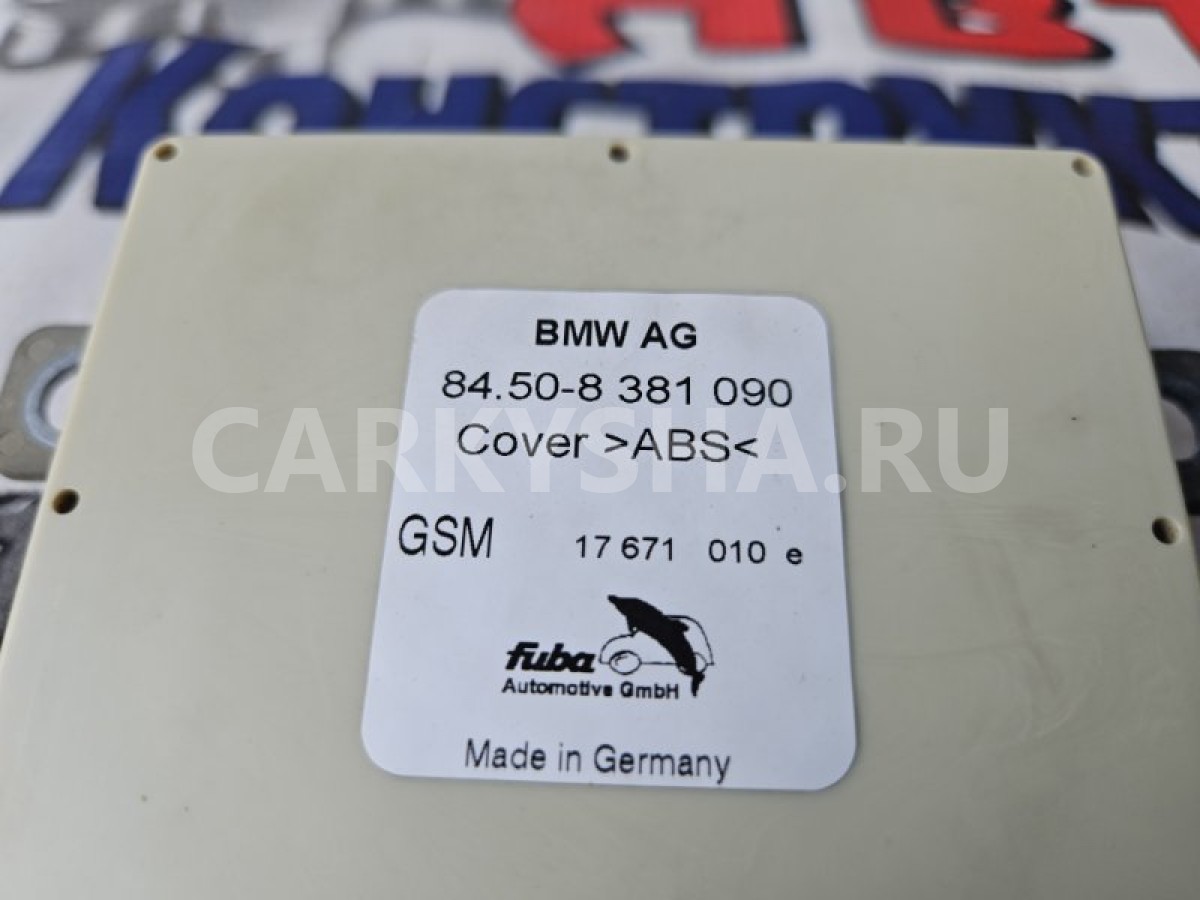 Конструк
BMW AG
84.50-8 381 090
Cover >ABS<
CARKYSHA.RU
GSM 17 671 010 e
fuba
Automotive GmbH
Made in Germany